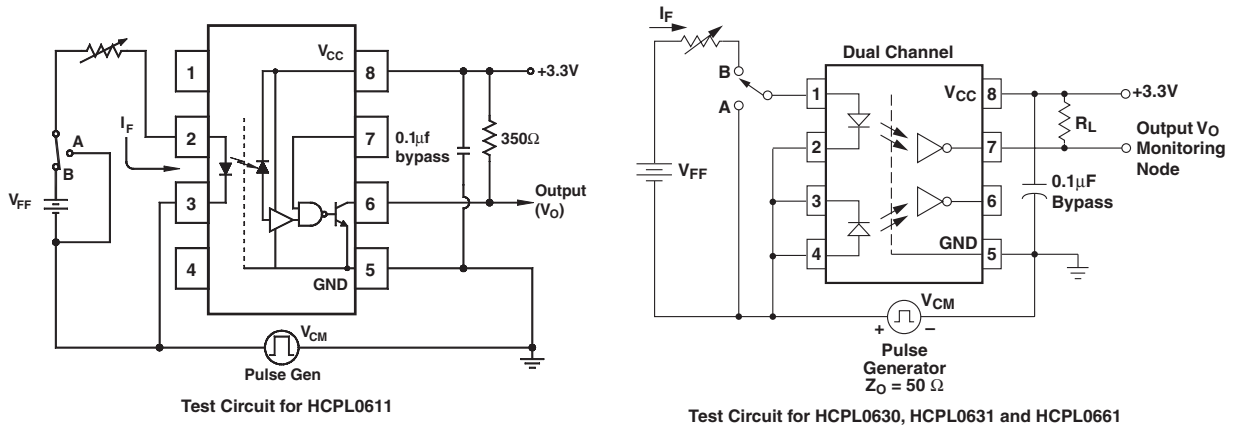 1
2
3
4
8
7
6
5
V_CC
GND
+3.3V
I_F
A
B
V_FF
0.1µf
bypass
350Ω
Output
(V_O)
V_CM
Pulse Gen
Test Circuit for HCPL0611
I_F
Dual Channel
B
A
V_FF
1
2
3
4
V_CC
8
7
6
GND
5
+3.3V
R_L
Output V_O
Monitoring
Node
0.1µF
Bypass
V_CM
+
–
Pulse
Generator
Z_O = 50 Ω
Test Circuit for HCPL0630, HCPL0631 and HCPL0661